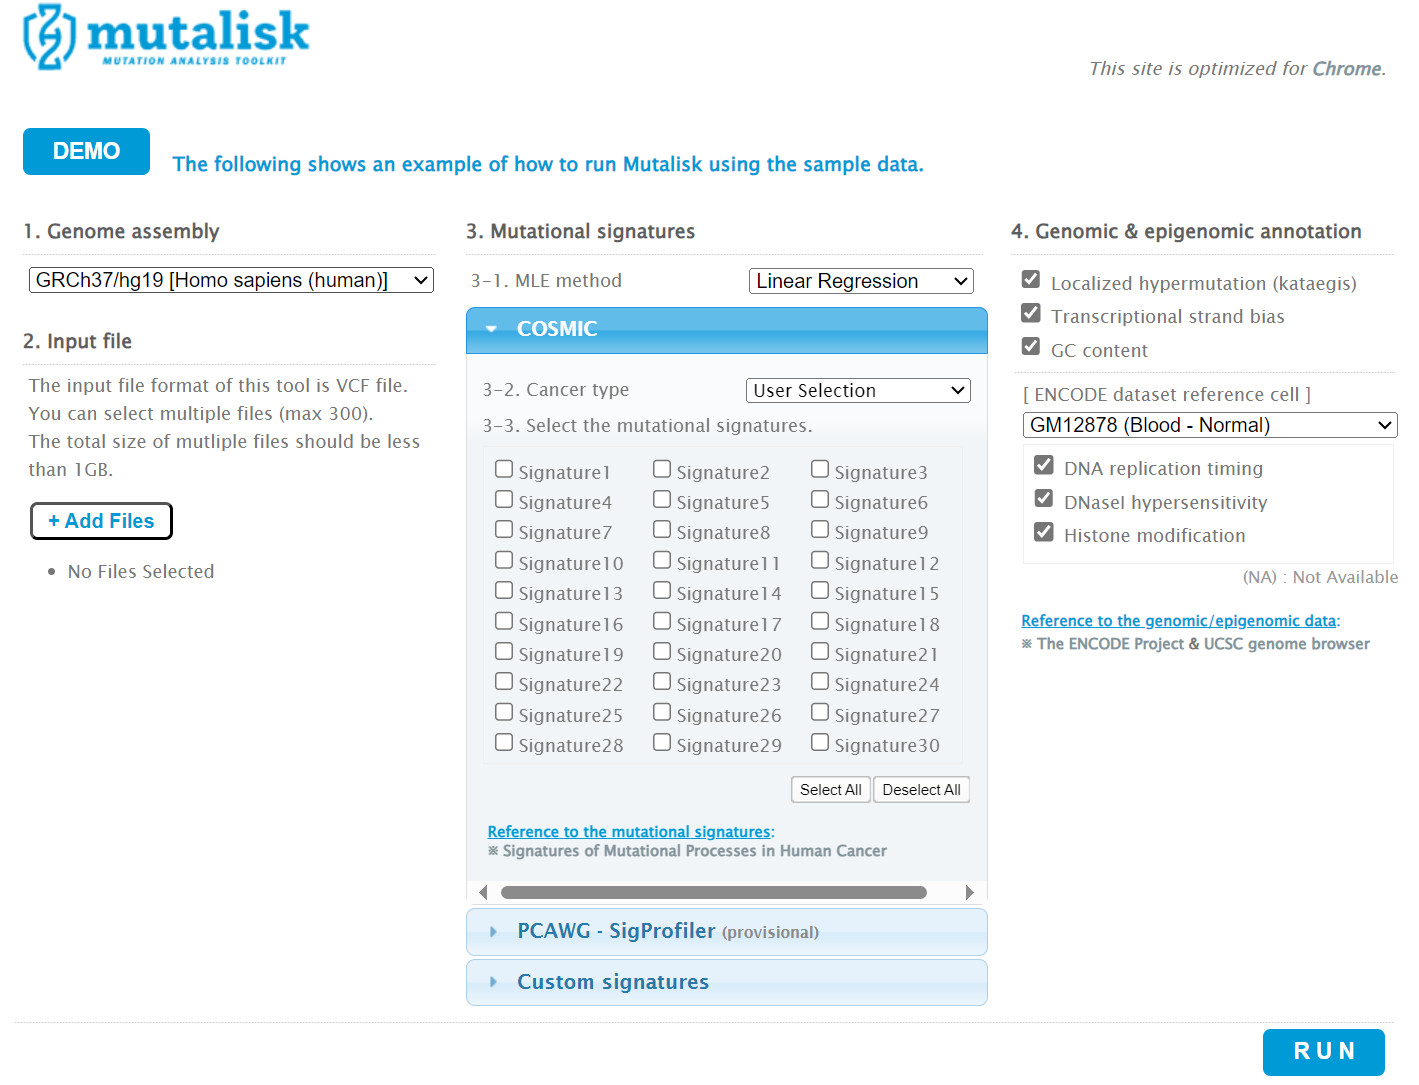 mutalisk
MUTATION ANALYSIS TOOLKIT
This site is optimized for Chrome.
DEMO
The following shows an example of how to run Mutalisk using the sample data.
1. Genome assembly
GRCh37/hg19 [Homo sapiens (human)]
2. Input file
The input file format of this tool is VCF file.
You can select multiple files (max 300).
The total size of mutliple files should be less
than 1GB.
+ Add Files
• No Files Selected
3. Mutational signatures
3-1. MLE method
Linear Regression
COSMIC
3-2. Cancer type
User Selection
3-3. Select the mutational signatures.
Signature1 Signature2 Signature3
Signature4 Signature5 Signature6
Signature7 Signature8 Signature9
Signature10 Signature11 Signature12
Signature13 Signature14 Signature15
Signature16 Signature17 Signature18
Signature19 Signature20 Signature21
Signature22 Signature23 Signature24
Signature25 Signature26 Signature27
Signature28 Signature29 Signature30
Select All Deselect All
Reference to the mutational signatures:
※ Signatures of Mutational Processes in Human Cancer
PCAWG - SigProfiler (provisional)
Custom signatures
4. Genomic & epigenomic annotation
Localized hypermutation (kataegis)
Transcriptional strand bias
GC content
[ ENCODE dataset reference cell ]
GM12878 (Blood - Normal)
DNA replication timing
DNaseI hypersensitivity
Histone modification
(NA) : Not Available
Reference to the genomic/epigenomic data:
※ The ENCODE Project & UCSC genome browser
RUN